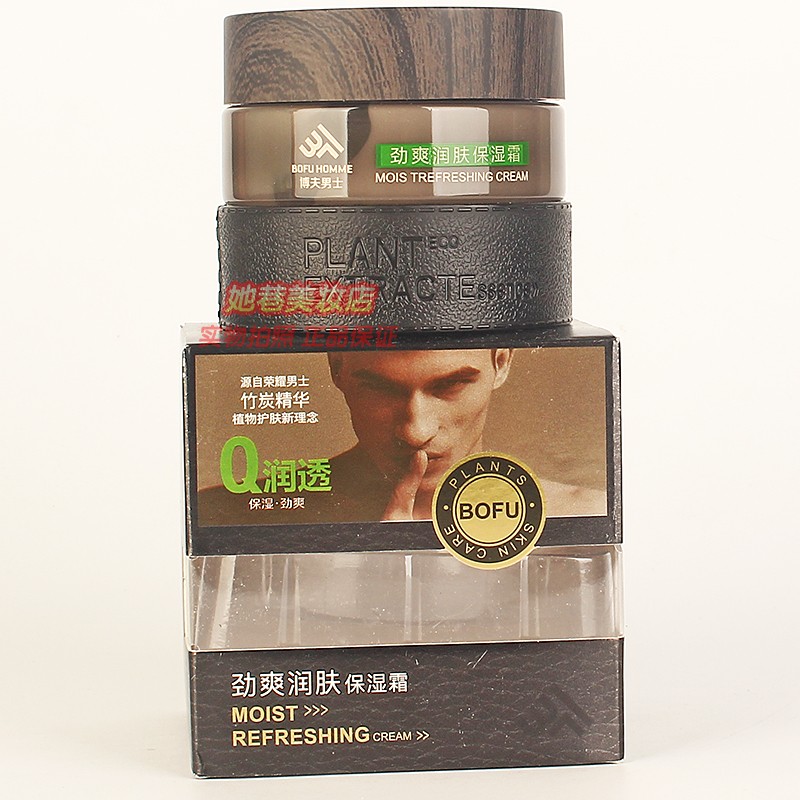 BOFU HOMME
博夫男士
劲爽润肤保湿霜
MOIS TREFRESHING CREAM
PLANT ECO
EXTRACTE Essence
她巷美妆店
实物拍照 正品保证
源自荣耀男士
竹炭精华
植物护肤新理念
Q润透
保湿·劲爽
PLANTS
BOFU
SKIN CARE
劲爽润肤保湿霜
MOIST >>>
REFRESHING CREAM >>